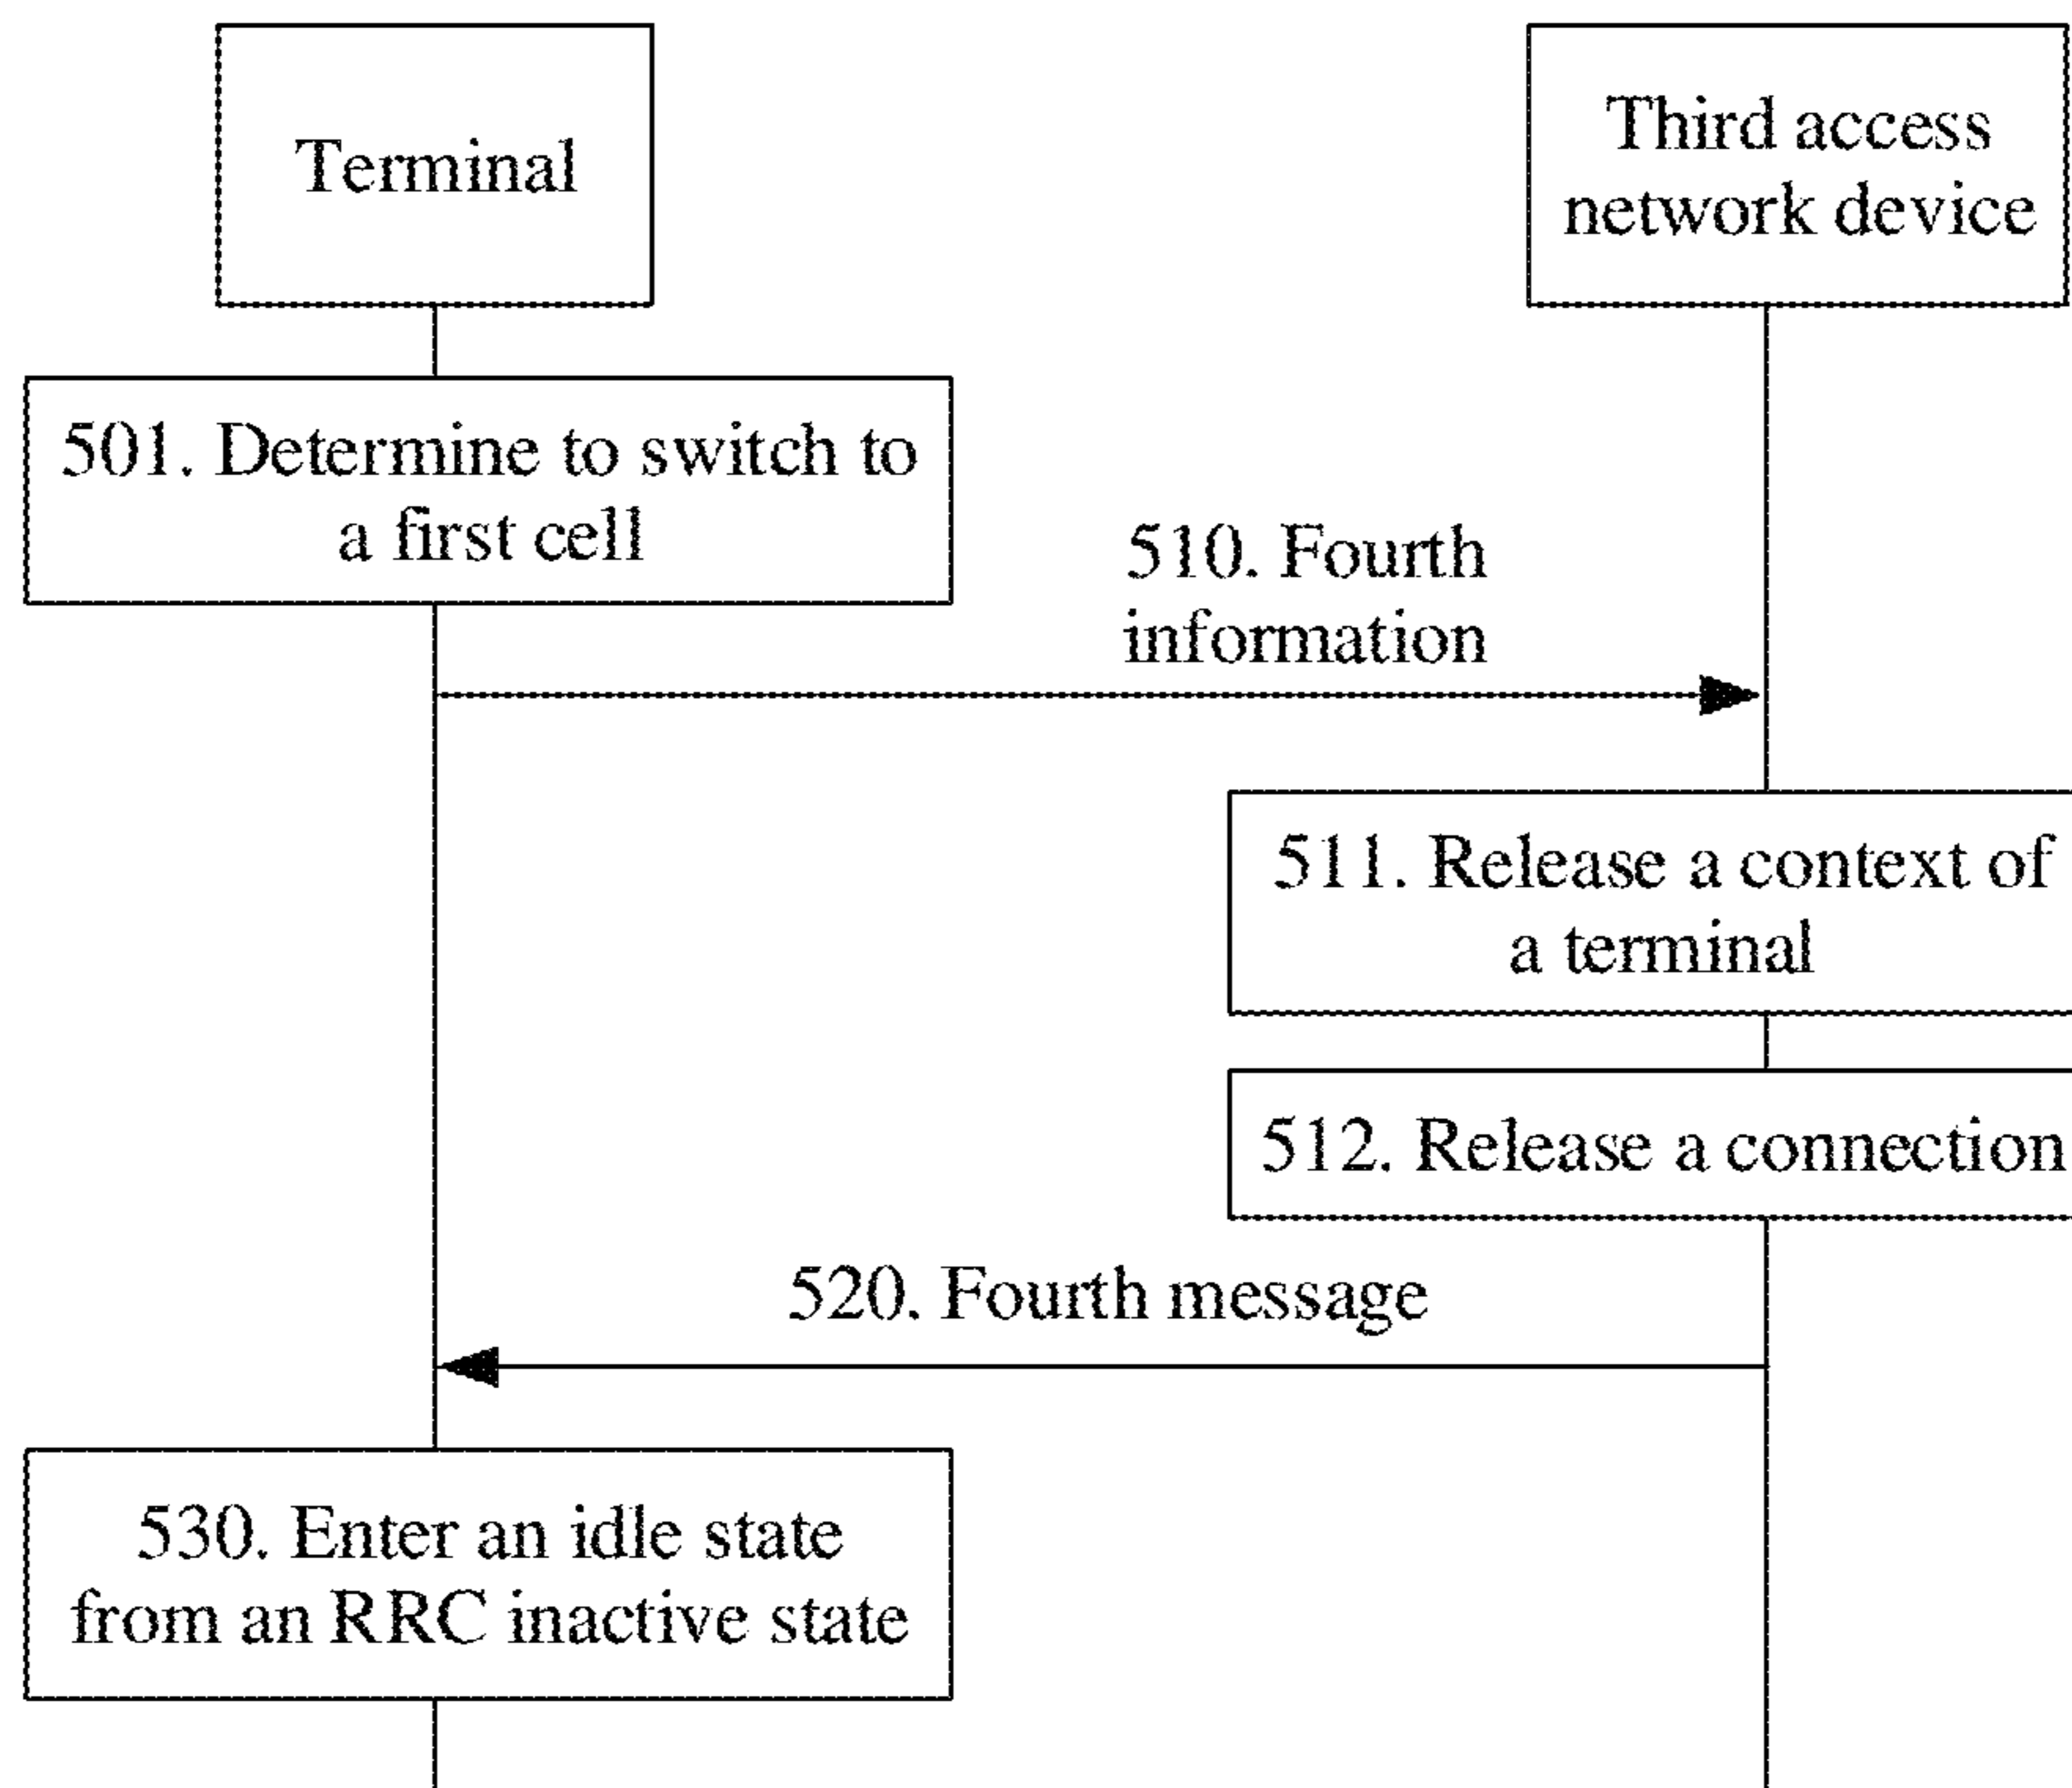 Terminal
Third access
network device
501. Determine to switch to
a first cell
510. Fourth
information
511. Release a context of
a terminal
512. Release a connection
520. Fourth message
530. Enter an idle state
from an RRC inactive state